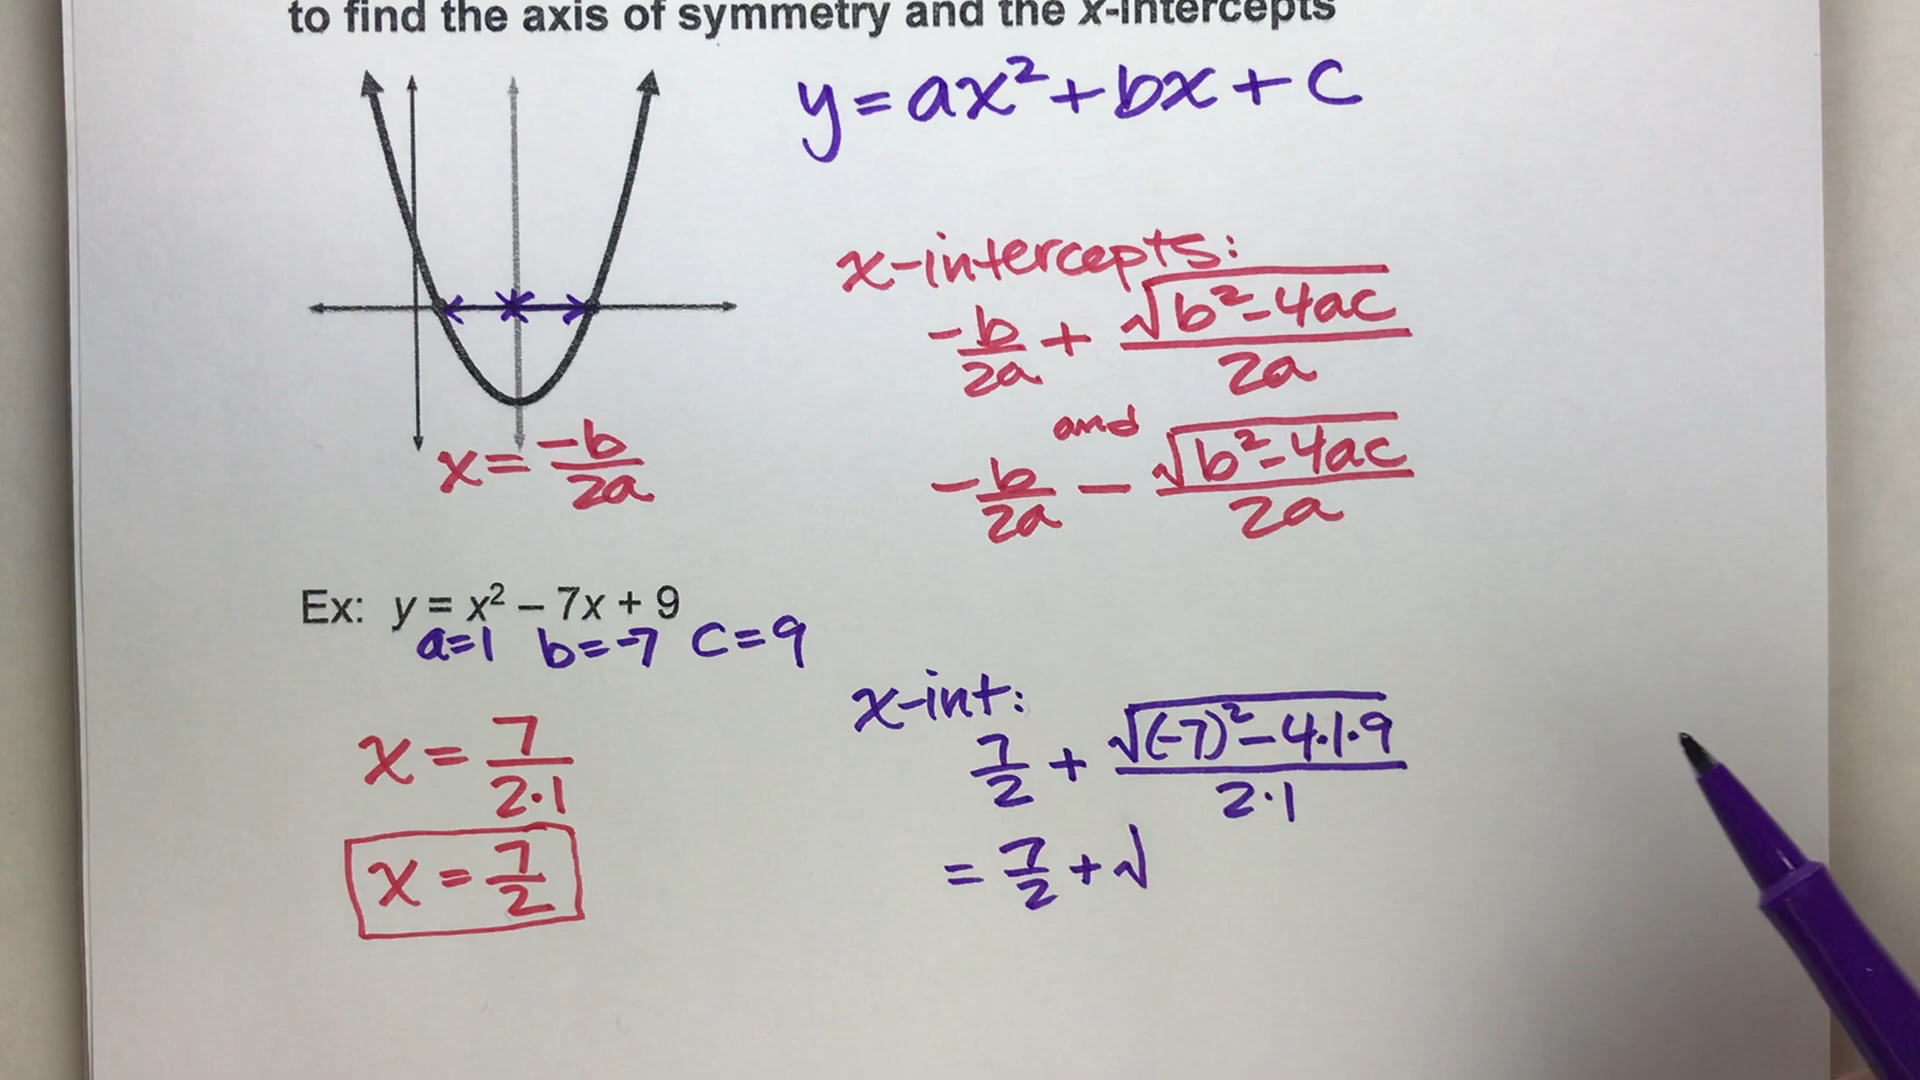 to find the axis of symmetry and the x-intercepts
y = ax² + bx + c
x-intercepts:
-b/2a + √(b²-4ac)/2a
and
-b/2a - √(b²-4ac)/2a
x = -b/2a
Ex: y = x² – 7x + 9
a=1 b=-7 c=9
x = 7/2·1
x = 7/2
x-int:
7/2 + √((-7)²-4·1·9)/2·1
= 7/2 + √